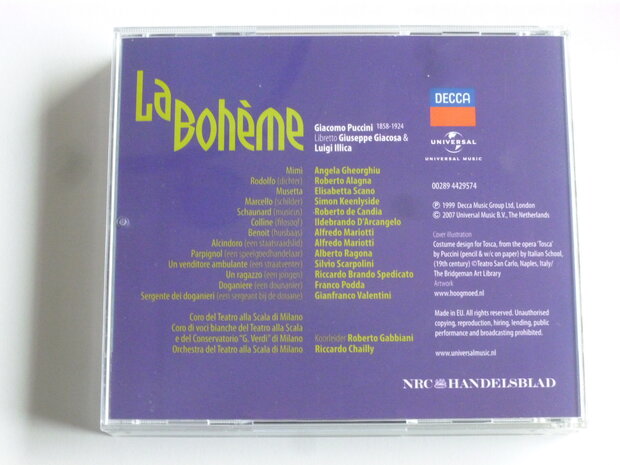 La
Bohème
Giacomo Puccini 1858-1924
Libretto Giuseppe Giacosa &
Luigi Illica
Mimì Angela Gheorghiu
Rodolfo (dichter) Roberto Alagna
Musetta Elisabetta Scano
Marcello (schilder) Simon Keenlyside
Schaunard (musicus) Roberto de Candia
Colline (filosoof) Ildebrando D'Arcangelo
Benoit (huisbaas) Alfredo Mariotti
Alcindoro (een staatsraadslid) Alfredo Mariotti
Parpignol (een speelgoedhandelaar) Alberto Ragona
Un venditore ambulante (een straatventer) Silvio Scarpolini
Un ragazzo (een jongen) Riccardo Brando Spedicato
Doganiere (een douanier) Franco Podda
Sergente dei doganieri (een sergeant bij de douane) Gianfranco Valentini
Coro del Teatro alla Scala di Milano
Coro di voci bianche del Teatro alla Scala
e del Conservatorio "G. Verdi" di Milano Koorleider Roberto Gabbiani
Orchestra del Teatro alla Scala di Milano Riccardo Chailly
DECCA
UNIVERSAL
UNIVERSAL MUSIC
00289 4429574
℗ 1999 Decca Music Group Ltd, London
© 2007 Universal Music B.V., The Netherlands
Cover illustration
Costume design for Tosca, from the opera 'Tosca'
by Puccini (pencil & w/c on paper) by Italian School,
(19th century) ©Teatro San Carlo, Naples, Italy/
The Bridgeman Art Library
Artwork
www.hoogmoed.nl
Made in EU. All rights reserved. Unauthorised
copying, reproduction, hiring, lending, public
performance and broadcasting prohibited.
www.universalmusic.nl
NRC HANDELSBLAD